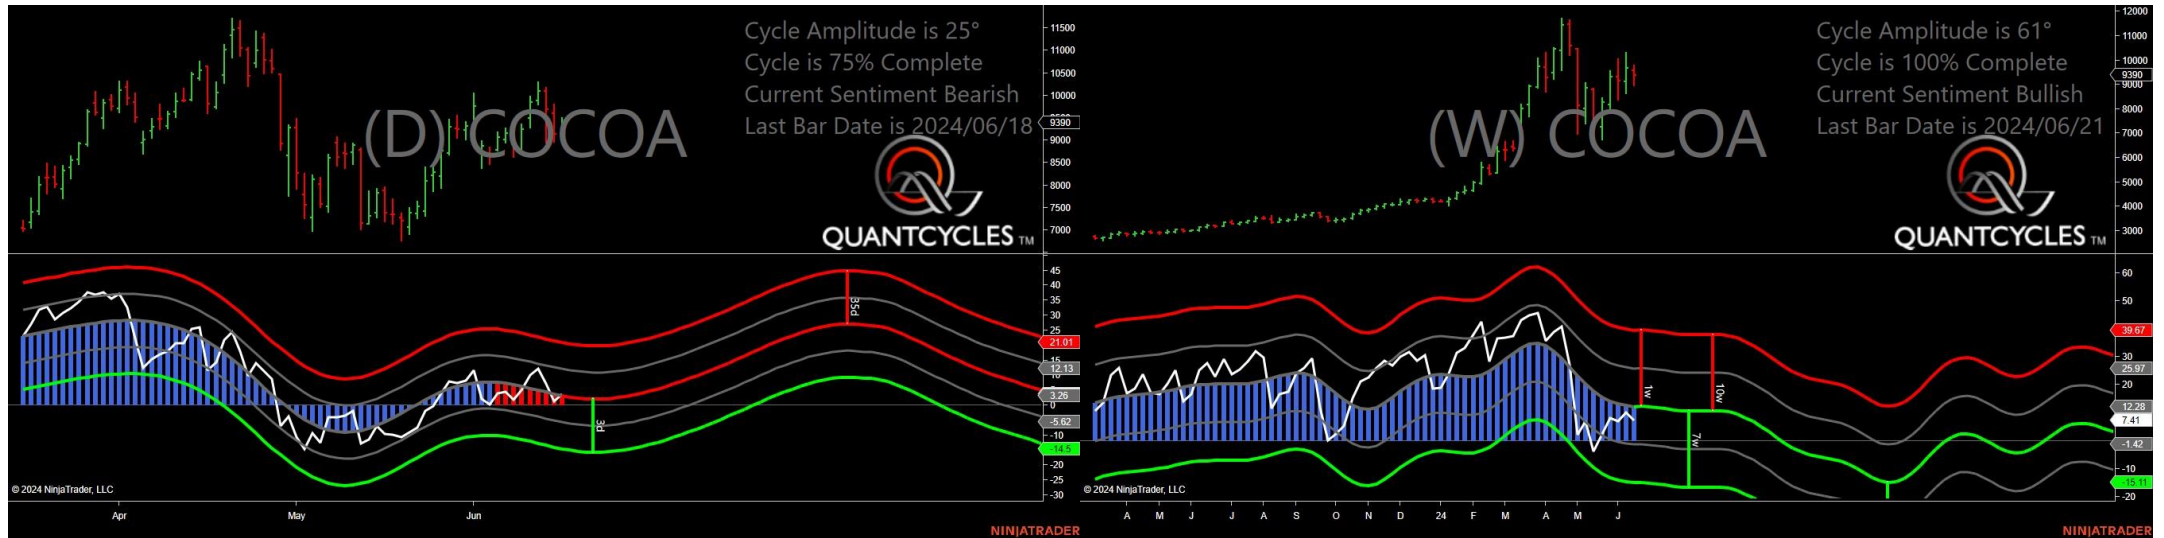 Cycle Amplitude is 25°
Cycle is 75% Complete
Current Sentiment Bearish
Last Bar Date is 2024/06/18
(D) COCOA
QUANTCYCLES TM
11500
11000
10500
10000
9390
9000
8500
8000
7500
7000
45
40
35
30
25
21.01
15
12.13
3.26
0
-5.62
-10
-14.5
-20
-25
-30
35d
3d
© 2024 NinjaTrader, LLC
Apr May Jun
NINJATRADER
Cycle Amplitude is 61°
Cycle is 100% Complete
Current Sentiment Bullish
Last Bar Date is 2024/06/21
(W) COCOA
QUANTCYCLES TM
12000
11000
10000
9390
9000
8000
7000
6000
5000
4000
3000
60
50
39.67
30
25.97
20
12.28
7.41
-1.42
-10
-15.11
-20
1w
10w
7w
© 2024 NinjaTrader, LLC
A M J J A S O N D 24 F M A M J
NINJATRADER